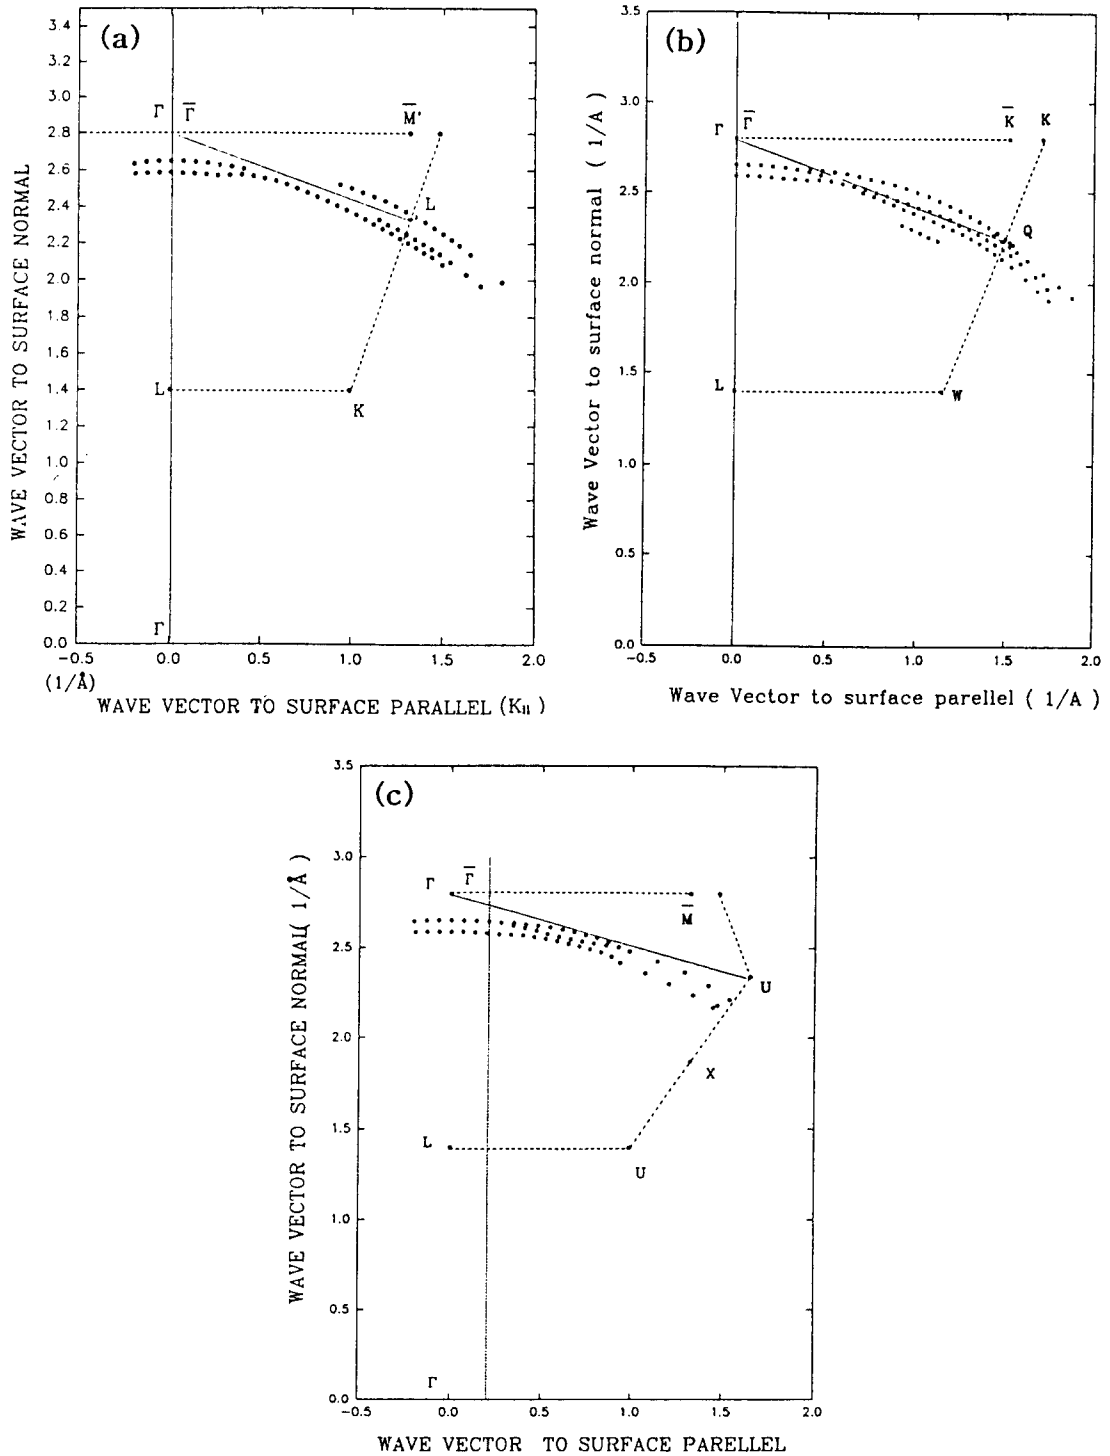 (a)
3.4
3.2
3.0
2.8
2.6
2.4
2.2
2.0
1.8
1.6
1.4
1.2
1.0
0.8
0.6
0.4
0.2
0.0
WAVE VECTOR TO SURFACE NORMAL
Γ Γ̅ M̅'
L
L
K
Γ
−0.5 0.0 0.5 1.0 1.5 2.0
(1/Å)
WAVE VECTOR TO SURFACE PARALLEL (K₁₁)
(b)
3.5
3.0
2.5
2.0
1.5
1.0
0.5
0.0
Wave Vector to surface normal ( 1/A )
Γ Γ̅ K̅ K
Q
L
W
−0.5 0.0 0.5 1.0 1.5 2.0
Wave Vector to surface parellel ( 1/A )
(c)
3.5
3.0
2.5
2.0
1.5
1.0
0.5
0.0
WAVE VECTOR TO SURFACE NORMAL( 1/Å )
Γ Γ̅
M̅
U
X
L
U
Γ
−0.5 0.0 0.5 1.0 1.5 2.0
WAVE VECTOR TO SURFACE PARELLEL